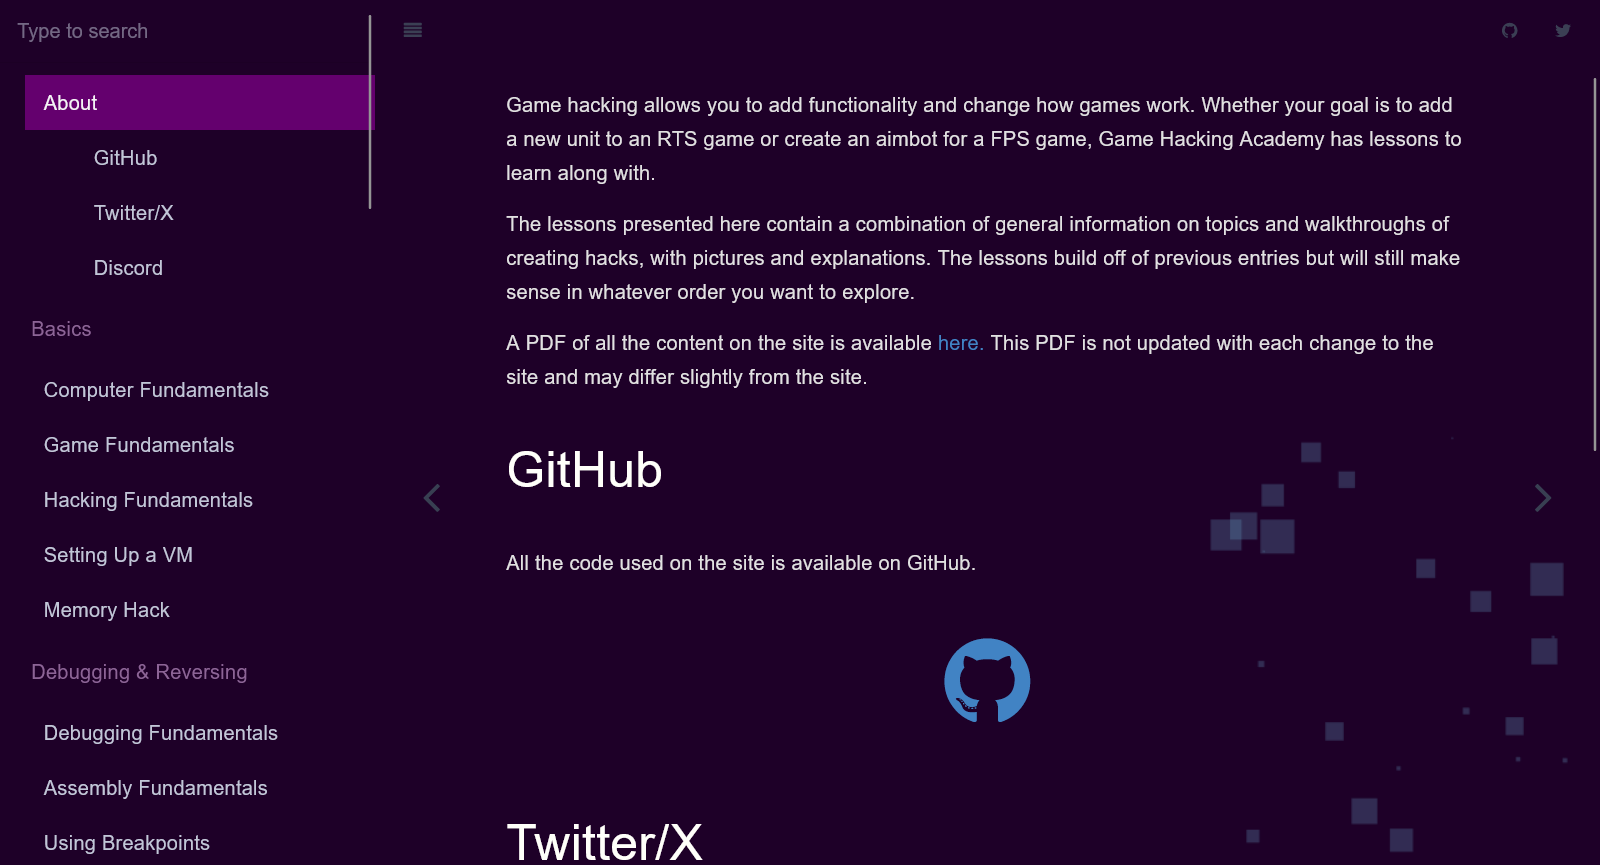 Type to search
About
GitHub
Twitter/X
Discord
Basics
Computer Fundamentals
Game Fundamentals
Hacking Fundamentals
Setting Up a VM
Memory Hack
Debugging & Reversing
Debugging Fundamentals
Assembly Fundamentals
Using Breakpoints
Game hacking allows you to add functionality and change how games work. Whether your goal is to add
a new unit to an RTS game or create an aimbot for a FPS game, Game Hacking Academy has lessons to
learn along with.
The lessons presented here contain a combination of general information on topics and walkthroughs of
creating hacks, with pictures and explanations. The lessons build off of previous entries but will still make
sense in whatever order you want to explore.
A PDF of all the content on the site is available here. This PDF is not updated with each change to the
site and may differ slightly from the site.
GitHub
All the code used on the site is available on GitHub.
Twitter/X